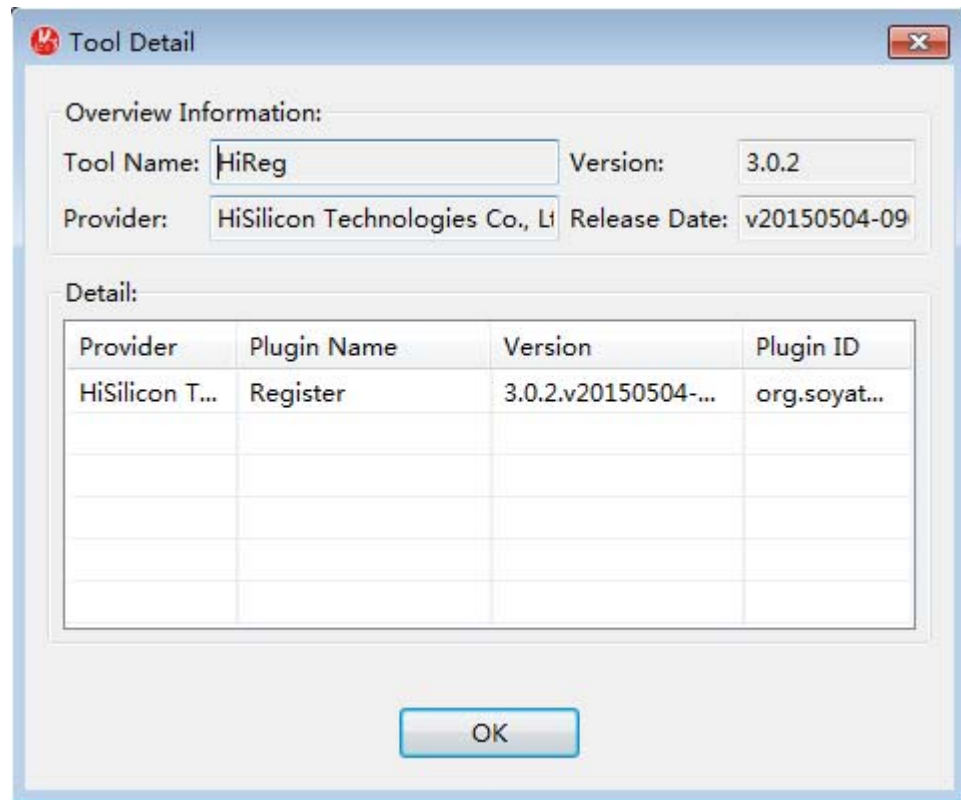 Tool Detail
Overview Information:
Tool Name: HiReg Version: 3.0.2
Provider: HiSilicon Technologies Co., Release Date: v20150504-09
Detail:
Provider Plugin Name Version Plugin ID
HiSilicon T... Register 3.0.2.v20150504-... org.soyat...
OK